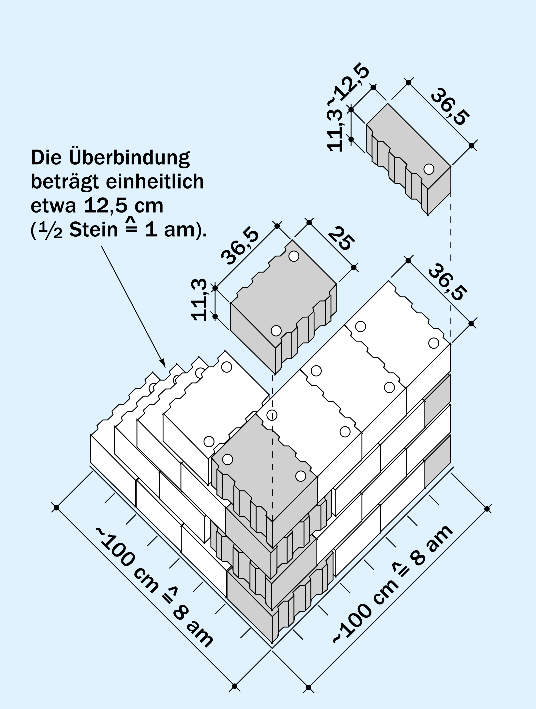 ~12,5
36,5
11,3
Die Überbindung
beträgt einheitlich
etwa 12,5 cm
(½ Stein ≙ 1 am).
36,5
25
11,3
36,5
~100 cm ≙ 8 am
~100 cm ≙ 8 am